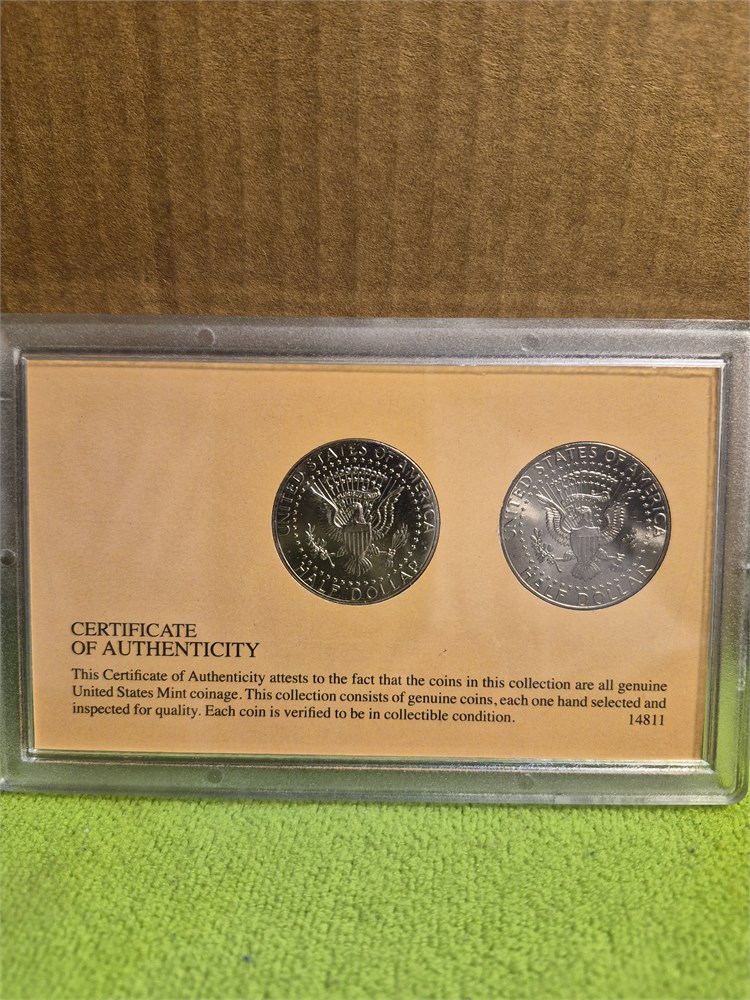 UNITED STATES OF AMERICA
HALF DOLLAR
UNITED STATES OF AMERICA
HALF DOLLAR
CERTIFICATE
OF AUTHENTICITY
This Certificate of Authenticity attests to the fact that the coins in this collection are all genuine
United States Mint coinage. This collection consists of genuine coins, each one hand selected and
inspected for quality. Each coin is verified to be in collectible condition. 14811